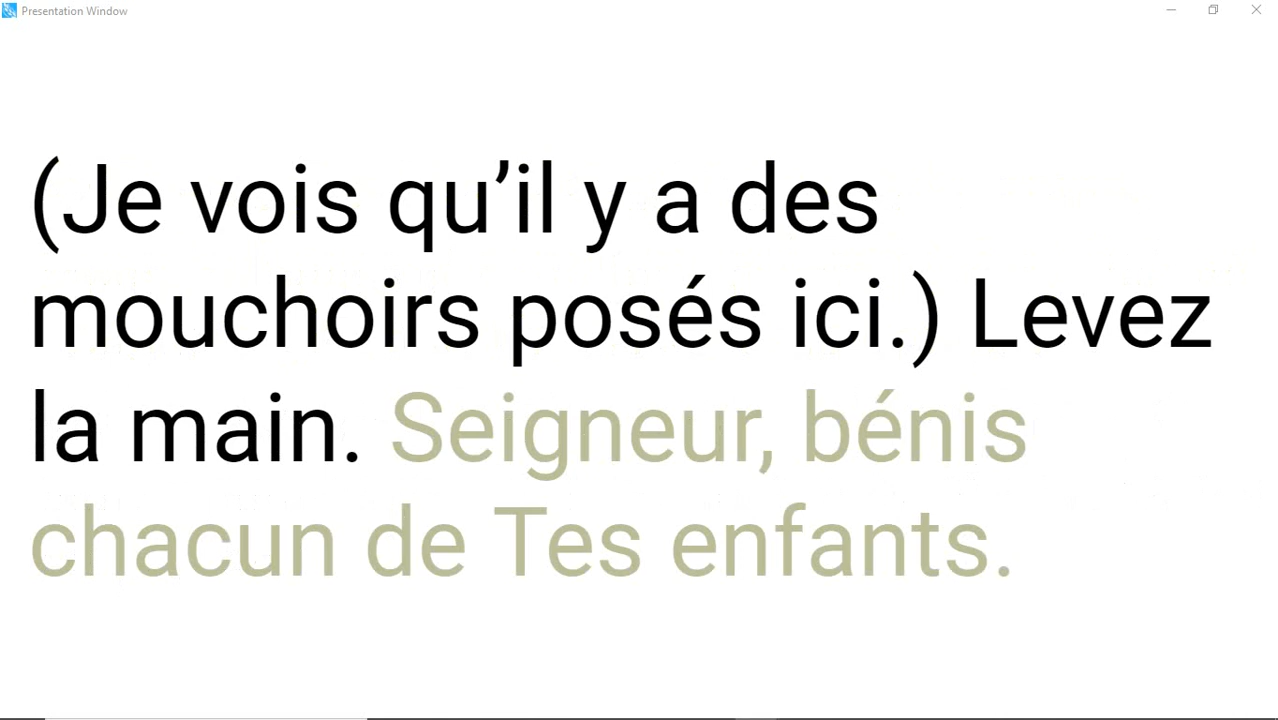 Presentation Window
(Je vois qu’il y a des
mouchoirs posés ici.) Levez
la main. Seigneur, bénis
chacun de Tes enfants.